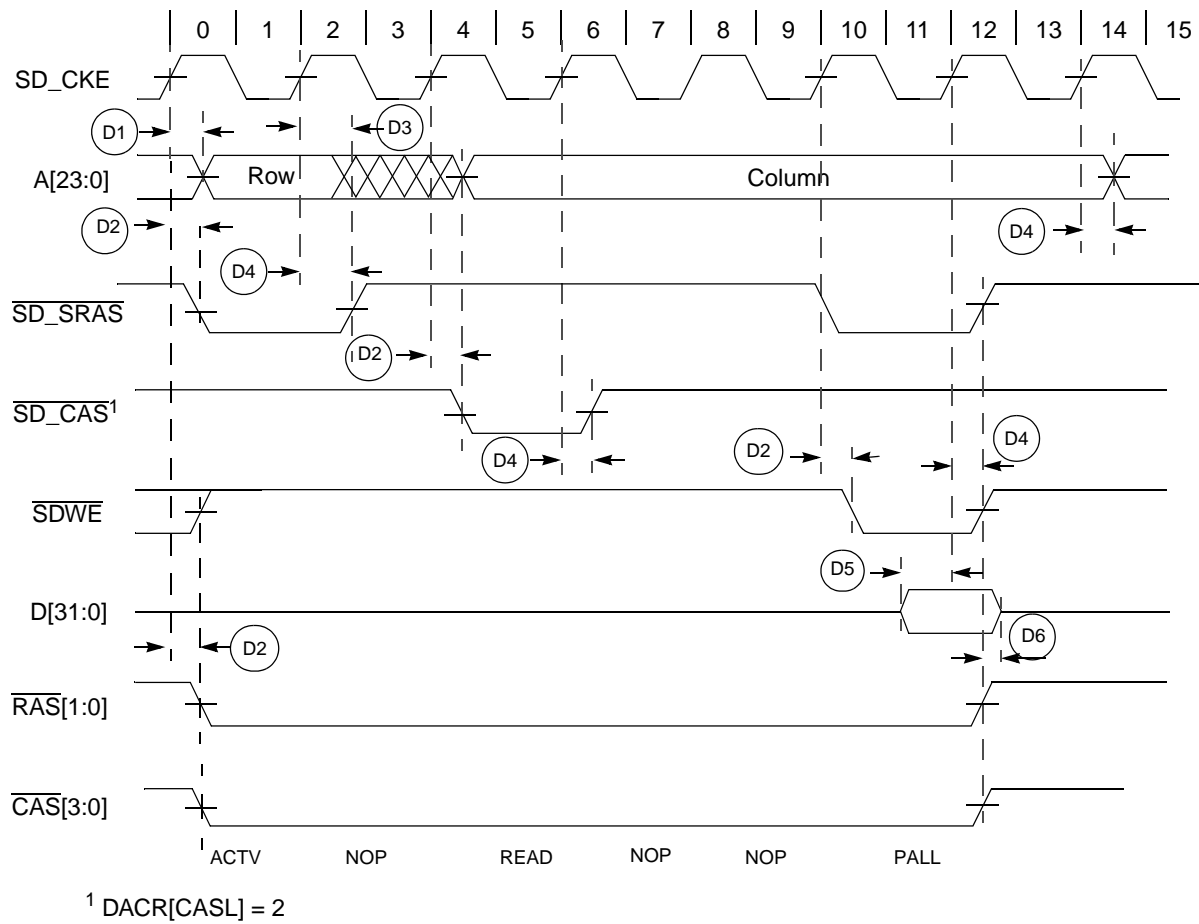 0 1 2 3 4 5 6 7 8 9 10 11 12 13 14 15
SD_CKE
D1
D3
A[23:0]
Row
Column
D2
D4
D4
SD_SRAS
D2
SD_CAS1
D4
D2
D4
SDWE
D5
D[31:0]
D2
D6
RAS[1:0]
CAS[3:0]
ACTV NOP READ NOP NOP PALL
1 DACR[CASL] = 2